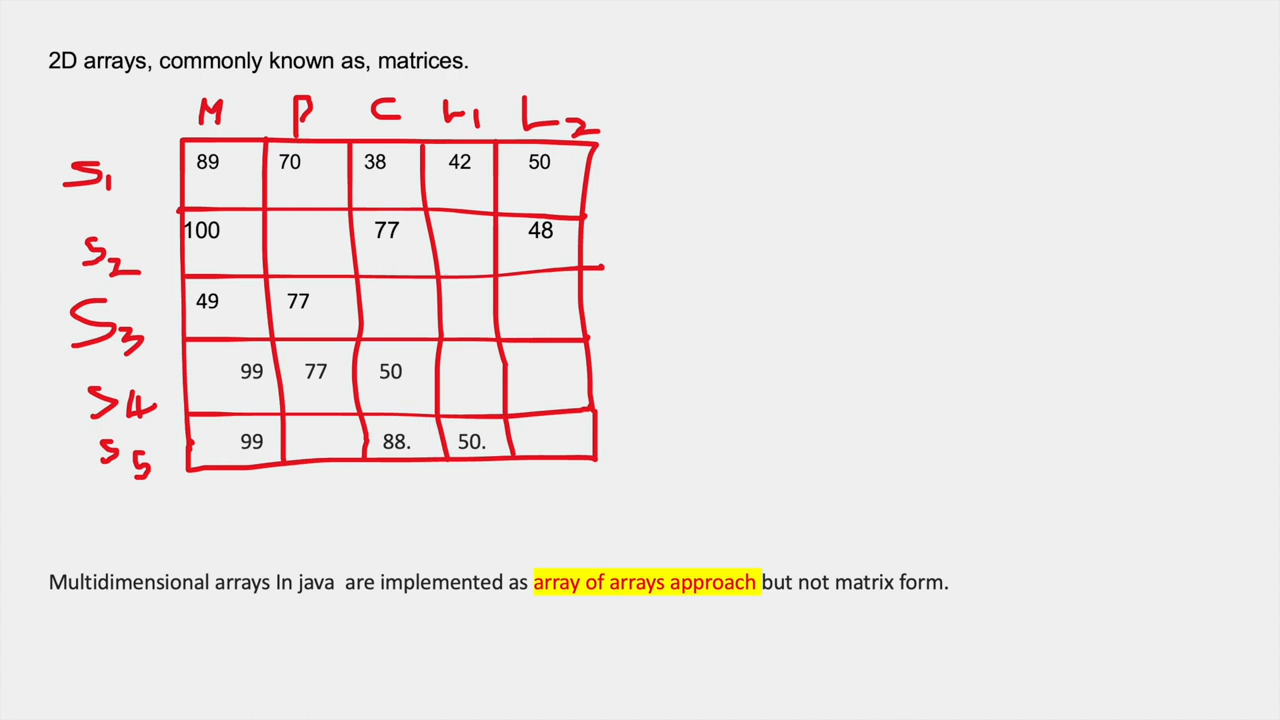 2D arrays, commonly known as, matrices.
M P C L1 L2
S1 89 70 38 42 50
S2 100 77 48
S3 49 77
S4 99 77 50
S5 99 88. 50.
Multidimensional arrays In java are implemented as array of arrays approach but not matrix form.